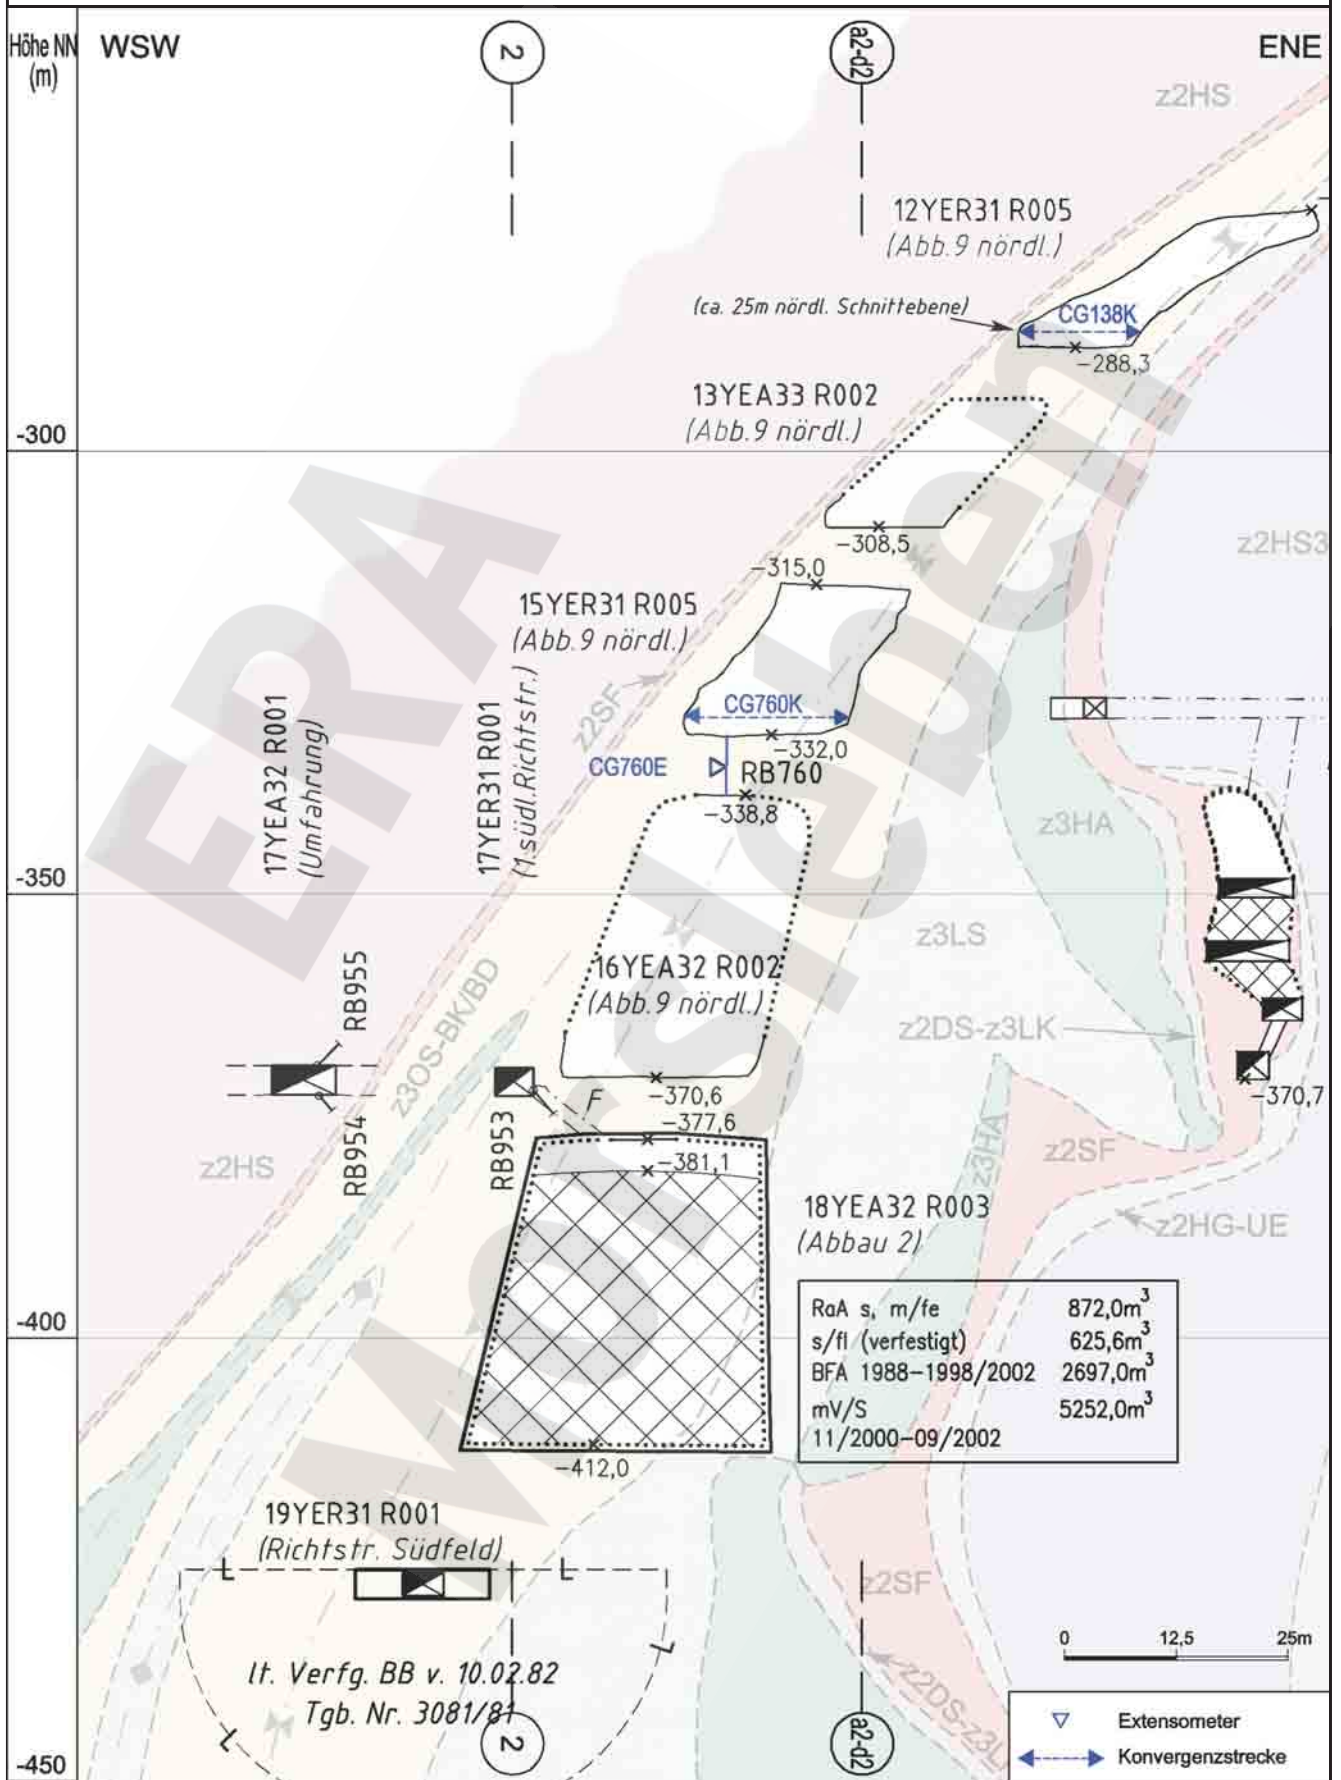 Höhe NN
(m)
WSW
2
a2-d2
ENE
z2HS
12YER31 R005
(Abb.9 nördl.)
(ca. 25m nördl. Schnittebene)
CG138K
-288,3
13YEA33 R002
(Abb.9 nördl.)
-300
-308,5
z2HS3
-315,0
15YER31 R005
(Abb.9 nördl.)
z2SF
CG760K
-332,0
CG760E
RB760
-338,8
17YEA32 R001
(Umfahrung)
17YER31 R001
(1.südl.Richtstr.)
z3HA
-350
z3LS
16YEA32 R002
(Abb.9 nördl.)
RB955
z3OS-BK/BD
z2DS-z3LK
-370,6
-370,7
F
-377,6
RB954
RB953
z2HS
-381,1
z3HA
z2SF
18YEA32 R003
(Abbau 2)
z2HG-UE
RaA s, m/fe 872,0m³
s/fl (verfestigt) 625,6m³
BFA 1988-1998/2002 2697,0m³
mV/S 5252,0m³
11/2000-09/2002
-400
-412,0
19YER31 R001
(Richtstr. Südfeld)
z2SF
0 12,5 25m
lt. Verfg. BB v. 10.02.82
Tgb. Nr. 3081/81
z2DS-z3L
2
a2-d2
Extensometer
Konvergenzstrecke
-450
ERA
Morsleben